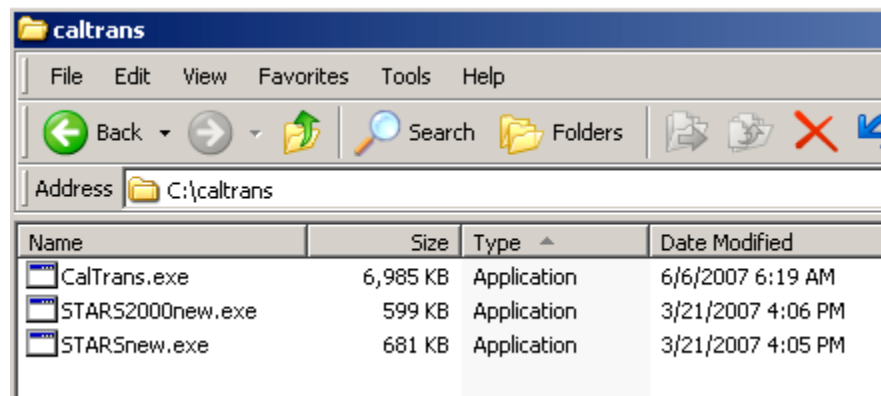 caltrans
File Edit View Favorites Tools Help
Back Search Folders
Address C:\caltrans
Name Size Type Date Modified
CalTrans.exe 6,985 KB Application 6/6/2007 6:19 AM
STARS2000new.exe 599 KB Application 3/21/2007 4:06 PM
STARSnew.exe 681 KB Application 3/21/2007 4:05 PM